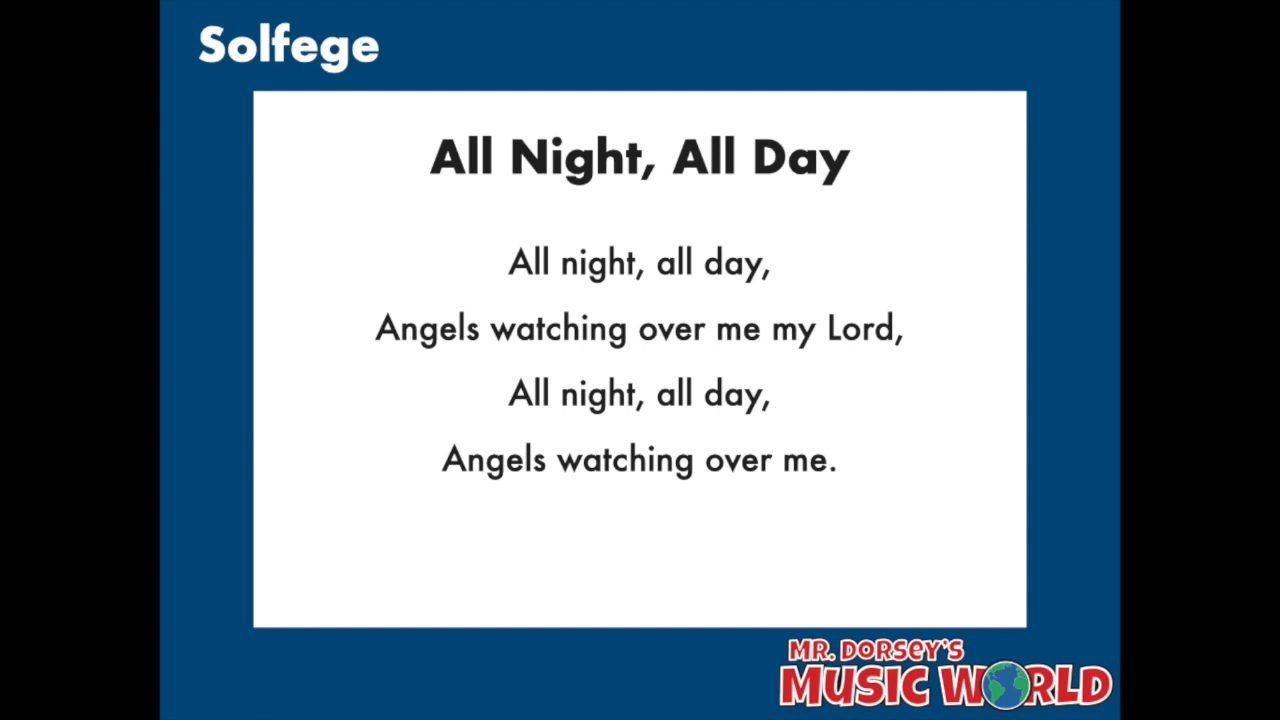 Solfege
All Night, All Day
All night, all day,
Angels watching over me my Lord,
All night, all day,
Angels watching over me.
MR. DORSEY'S
MUSIC WORLD